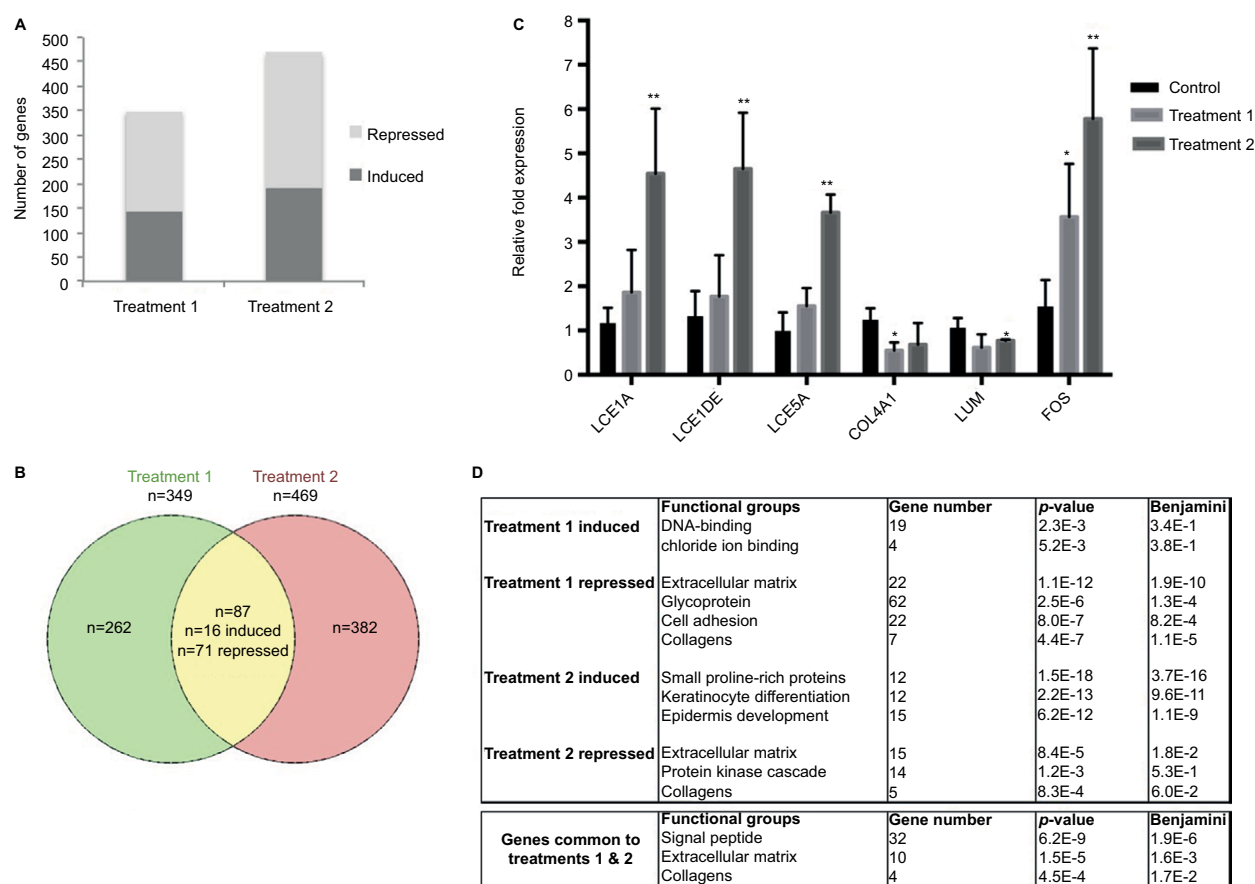 A
500
450
400
350
300
250
200
150
100
50
0
Number of genes
Treatment 1
Treatment 2
Repressed
Induced
C
8
7
6
5
4
3
2
1
0
Relative fold expression
** ** ** * * * **
LCE1A
LCE1DE
LCE5A
COL4A1
LUM
FOS
Control
Treatment 1
Treatment 2
B
Treatment 1
n=349
Treatment 2
n=469
n=262
n=87
n=16 induced
n=71 repressed
n=382
D
Functional groups Gene number p-value Benjamini
Treatment 1 induced DNA-binding 19 2.3E-3 3.4E-1
chloride ion binding 4 5.2E-3 3.8E-1
Treatment 1 repressed Extracellular matrix 22 1.1E-12 1.9E-10
Glycoprotein 62 2.5E-6 1.3E-4
Cell adhesion 22 8.0E-7 8.2E-4
Collagens 7 4.4E-7 1.1E-5
Treatment 2 induced Small proline-rich proteins 12 1.5E-18 3.7E-16
Keratinocyte differentiation 12 2.2E-13 9.6E-11
Epidermis development 15 6.2E-12 1.1E-9
Treatment 2 repressed Extracellular matrix 15 8.4E-5 1.8E-2
Protein kinase cascade 14 1.2E-3 5.3E-1
Collagens 5 8.3E-4 6.0E-2
Functional groups Gene number p-value Benjamini
Genes common to treatments 1 & 2 Signal peptide 32 6.2E-9 1.9E-6
Extracellular matrix 10 1.5E-5 1.6E-3
Collagens 4 4.5E-4 1.7E-2